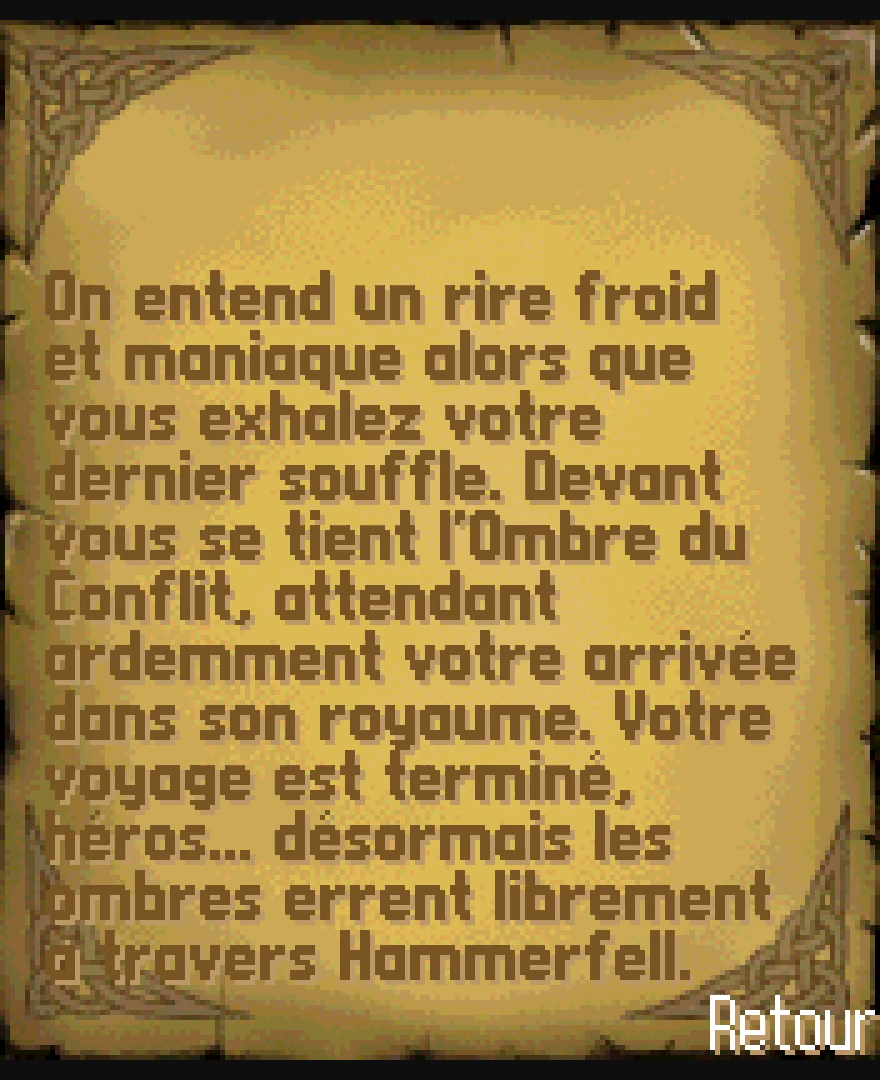 On entend un rire froid
et maniaque alors que
vous exhalez votre
dernier souffle. Devant
vous se tient l'Ombre du
Conflit, attendant
ardemment votre arrivée
dans son royaume. Votre
voyage est terminé,
héros... désormais les
ombres errent librement
à travers Hammerfell.
Retour